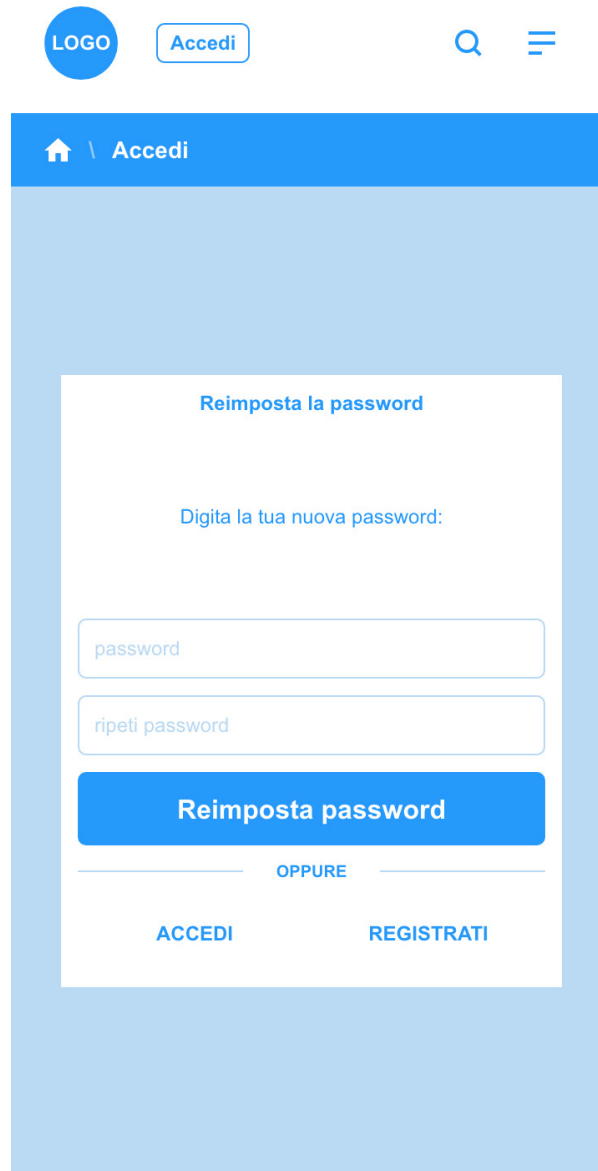 LOGO
Accedi
\ Accedi
Reimposta la password
Digita la tua nuova password:
password
ripeti password
Reimposta password
OPPURE
ACCEDI
REGISTRATI